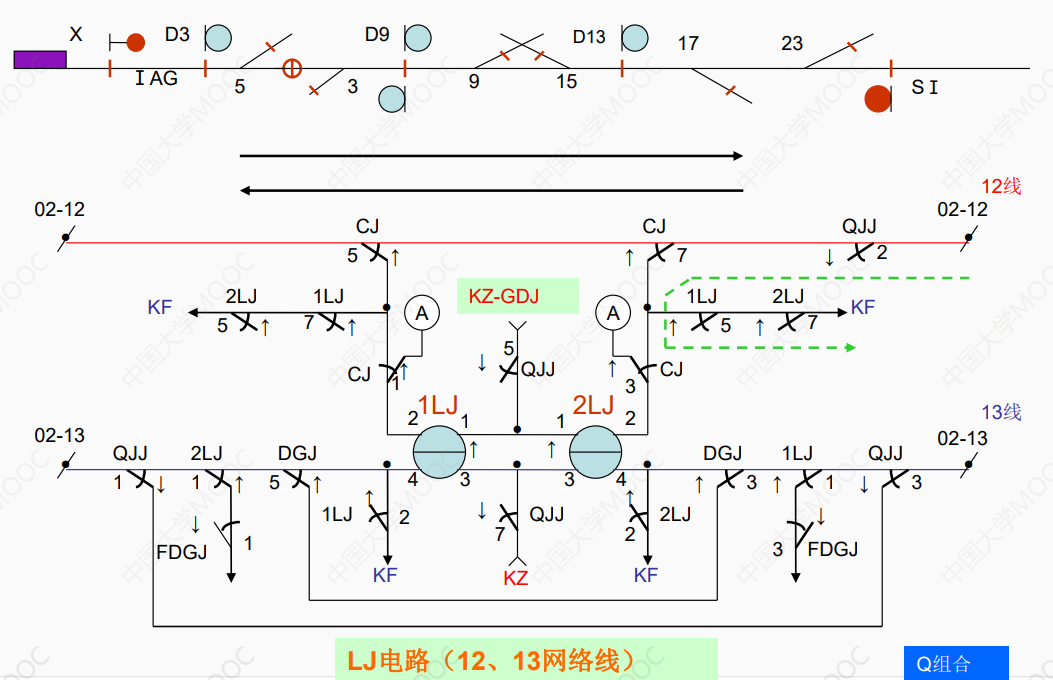 X
D3
D9
D13
17
23
I AG
5
3
9
15
S I
12线
02-12
CJ
5
↑
CJ
↑
7
QJJ
↓
2
02-12
KF
2LJ
5
↑
1LJ
7
↑
A
KZ-GDJ
A
1LJ
↑
5
2LJ
↑
7
KF
CJ
1
↑
5
↓
QJJ
↑
3
CJ
1LJ
2LJ
2
1
↑
1
↑
2
13线
02-13
QJJ
1
↓
2LJ
1
↑
DGJ
5
↑
4
3
3
4
DGJ
↑
3
1LJ
↑
1
QJJ
↓
3
02-13
↓
FDGJ
1
1LJ
↑
2
↓
7
QJJ
↑
2
2LJ
3
↓
FDGJ
KF
KZ
KF
LJ电路（12、13网络线）
Q组合
中国大学MOOC